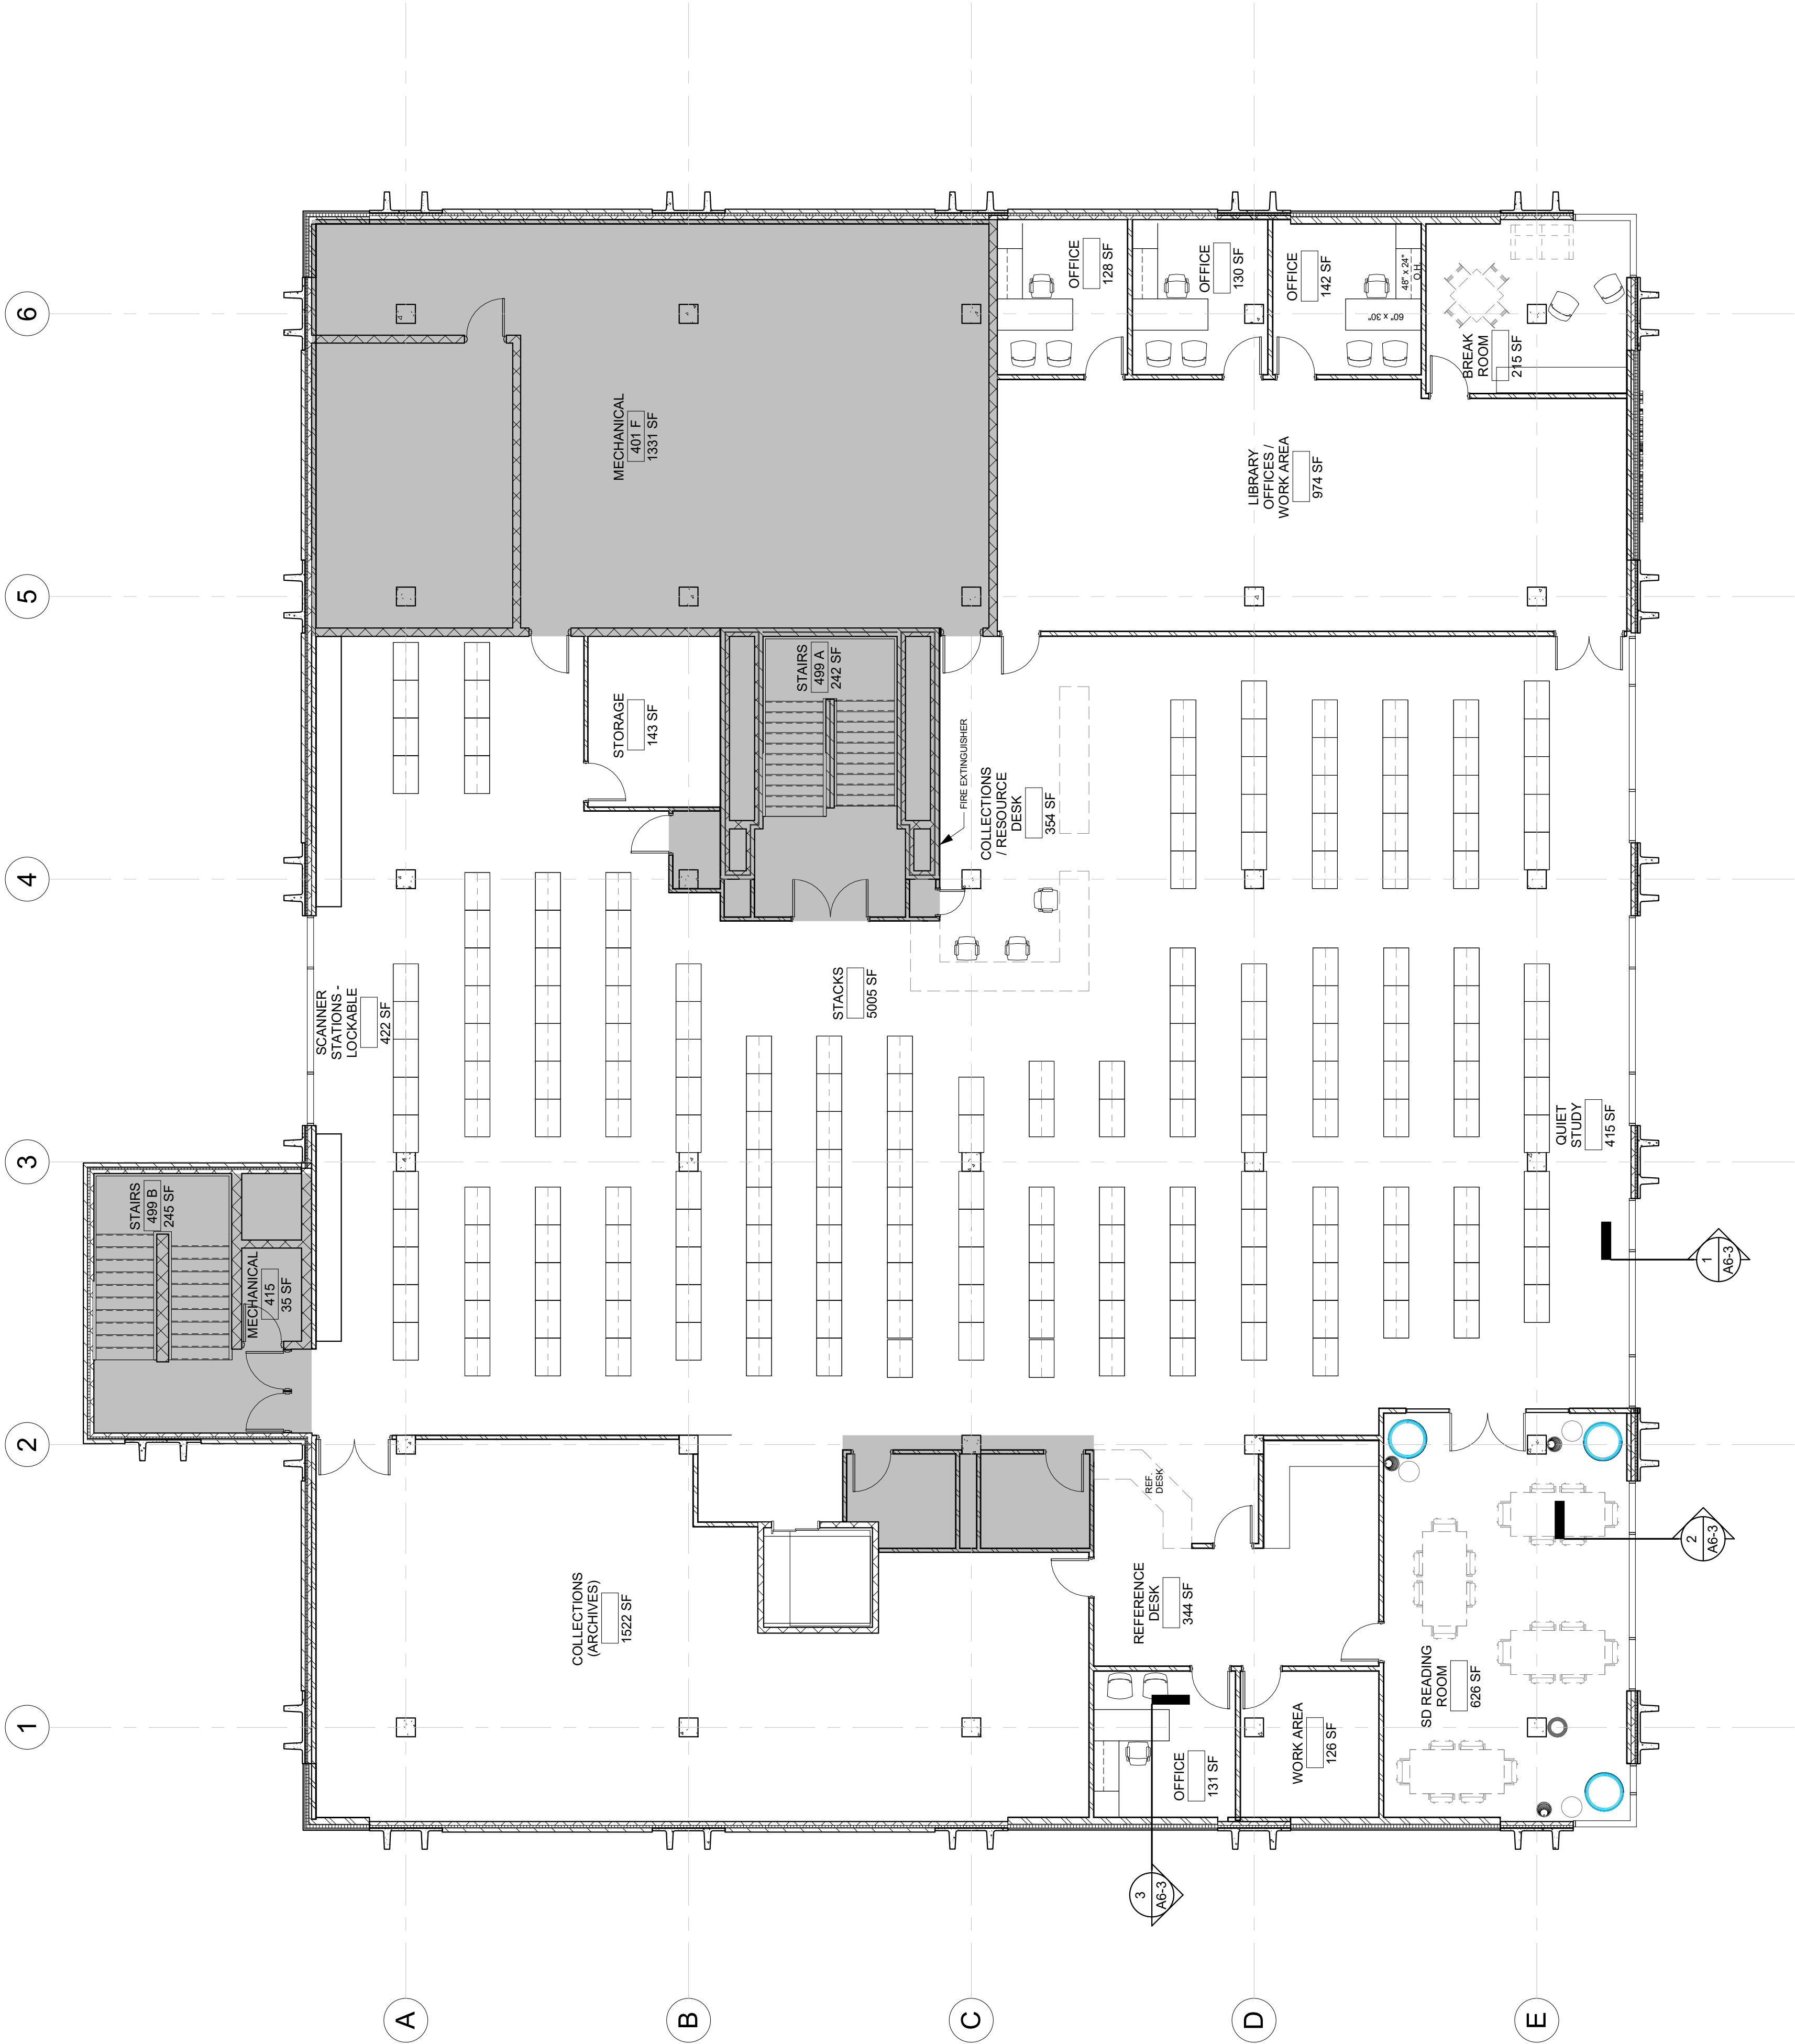 6
5
4
3
2
1
A
B
C
D
E
MECHANICAL
401 F
1331 SF
OFFICE
128 SF
OFFICE
130 SF
OFFICE
142 SF
48" x 24"
O.H.
60" x 30"
BREAK
ROOM
215 SF
LIBRARY
OFFICES /
WORK AREA
974 SF
STORAGE
143 SF
STAIRS
499 A
242 SF
FIRE EXTINGUISHER
COLLECTIONS
/ RESOURCE
DESK
354 SF
SCANNER
STATIONS -
LOCKABLE
422 SF
STACKS
5005 SF
QUIET
STUDY
415 SF
STAIRS
499 B
245 SF
MECHANICAL
415
35 SF
1
A6-3
2
A6-3
3
A6-3
REF.
DESK
COLLECTIONS
(ARCHIVES)
1522 SF
REFERENCE
DESK
344 SF
SD READING
ROOM
626 SF
OFFICE
131 SF
WORK AREA
126 SF